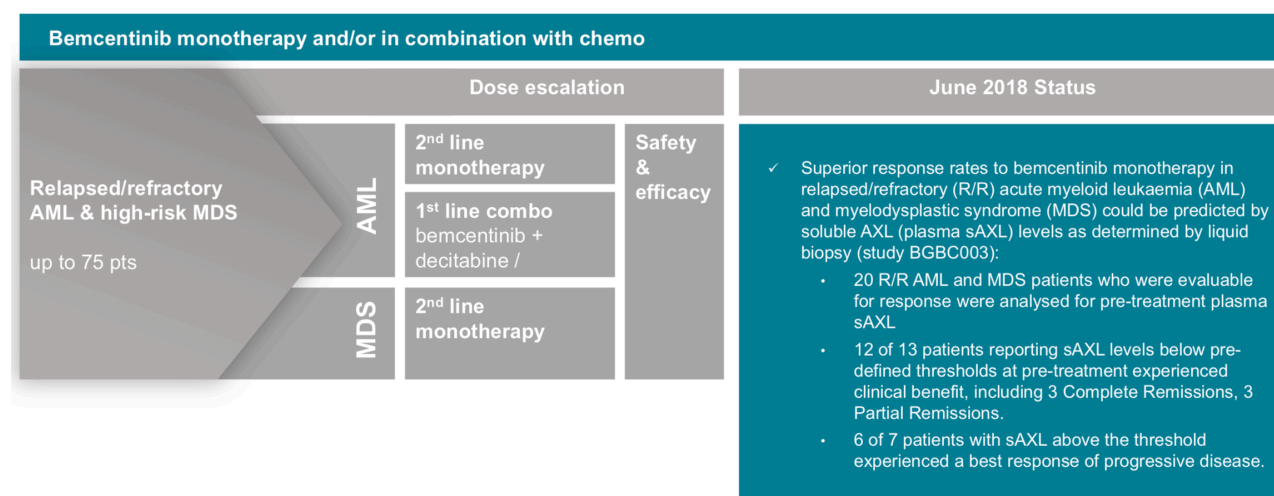 Bemcentinib monotherapy and/or in combination with chemo
Dose escalation
June 2018 Status
Relapsed/refractory
AML & high-risk MDS
up to 75 pts
AML
2nd line
monotherapy
1st line combo
bemcentinib +
decitabine /
MDS
2nd line
monotherapy
Safety
&
efficacy
✓ Superior response rates to bemcentinib monotherapy in
relapsed/refractory (R/R) acute myeloid leukaemia (AML)
and myelodysplastic syndrome (MDS) could be predicted by
soluble AXL (plasma sAXL) levels as determined by liquid
biopsy (study BGBC003):
• 20 R/R AML and MDS patients who were evaluable
for response were analysed for pre-treatment plasma
sAXL
• 12 of 13 patients reporting sAXL levels below pre-
defined thresholds at pre-treatment experienced
clinical benefit, including 3 Complete Remissions, 3
Partial Remissions.
• 6 of 7 patients with sAXL above the threshold
experienced a best response of progressive disease.